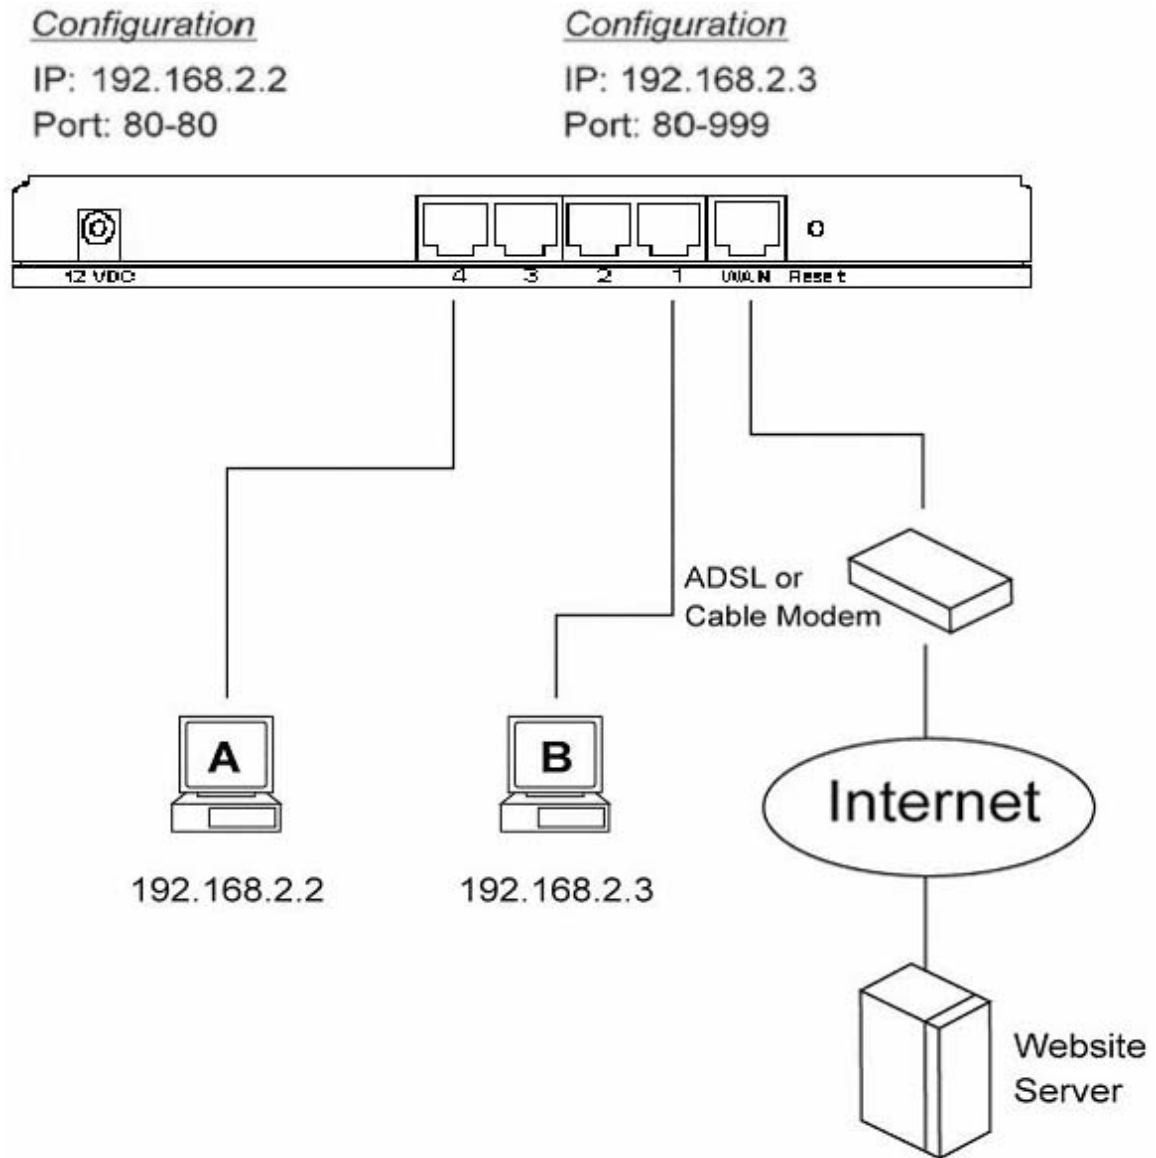 Configuration
IP: 192.168.2.2
Port: 80-80
Configuration
IP: 192.168.2.3
Port: 80-999
12 VDC
4
3
2
1
WAN
Reset
ADSL or
Cable Modem
A
B
192.168.2.2
192.168.2.3
Internet
Website
Server